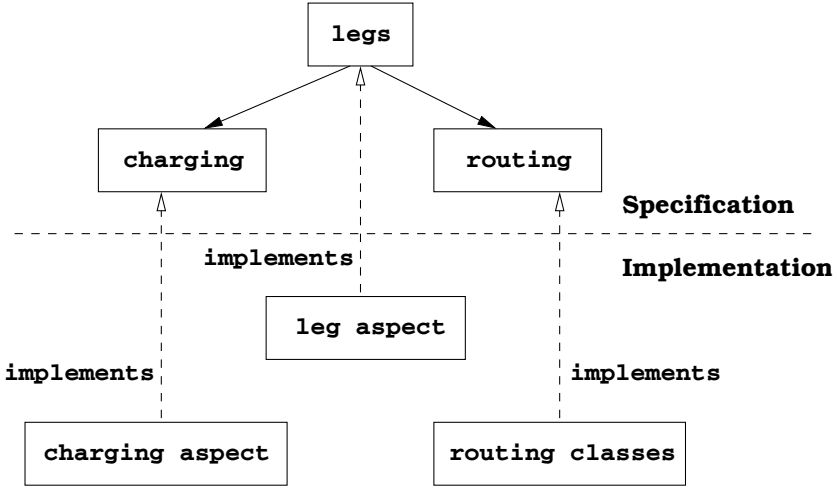 legs
charging
routing
Specification
implements
Implementation
leg aspect
implements
implements
charging aspect
routing classes